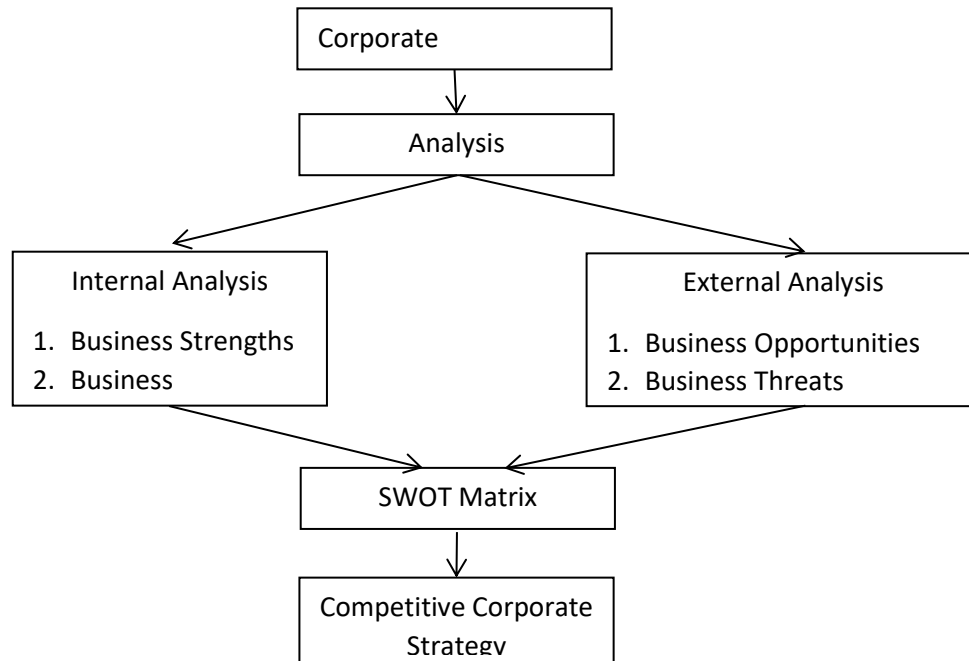 Corporate
Analysis
Internal Analysis
1. Business Strengths
2. Business
External Analysis
1. Business Opportunities
2. Business Threats
SWOT Matrix
Competitive Corporate
Strategy